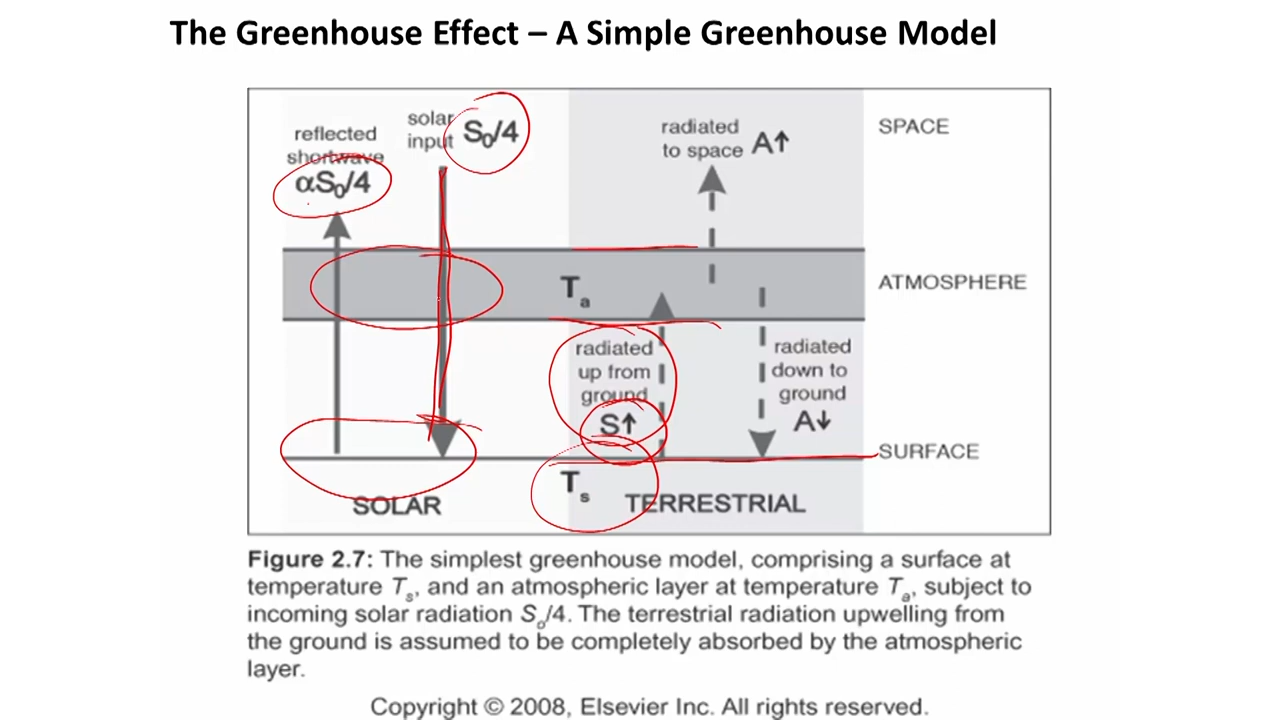 The Greenhouse Effect – A Simple Greenhouse Model
reflected
shortwave
αS₀/4
solar
input S₀/4
radiated
to space A↑
SPACE
Tₐ
ATMOSPHERE
radiated
up from
ground
S↑
radiated
down to
ground
A↓
SURFACE
Tₛ
SOLAR
TERRESTRIAL
Figure 2.7: The simplest greenhouse model, comprising a surface at
temperature Tₛ, and an atmospheric layer at temperature Tₐ, subject to
incoming solar radiation Sₒ/4. The terrestrial radiation upwelling from
the ground is assumed to be completely absorbed by the atmospheric
layer.
Copyright © 2008, Elsevier Inc. All rights reserved.